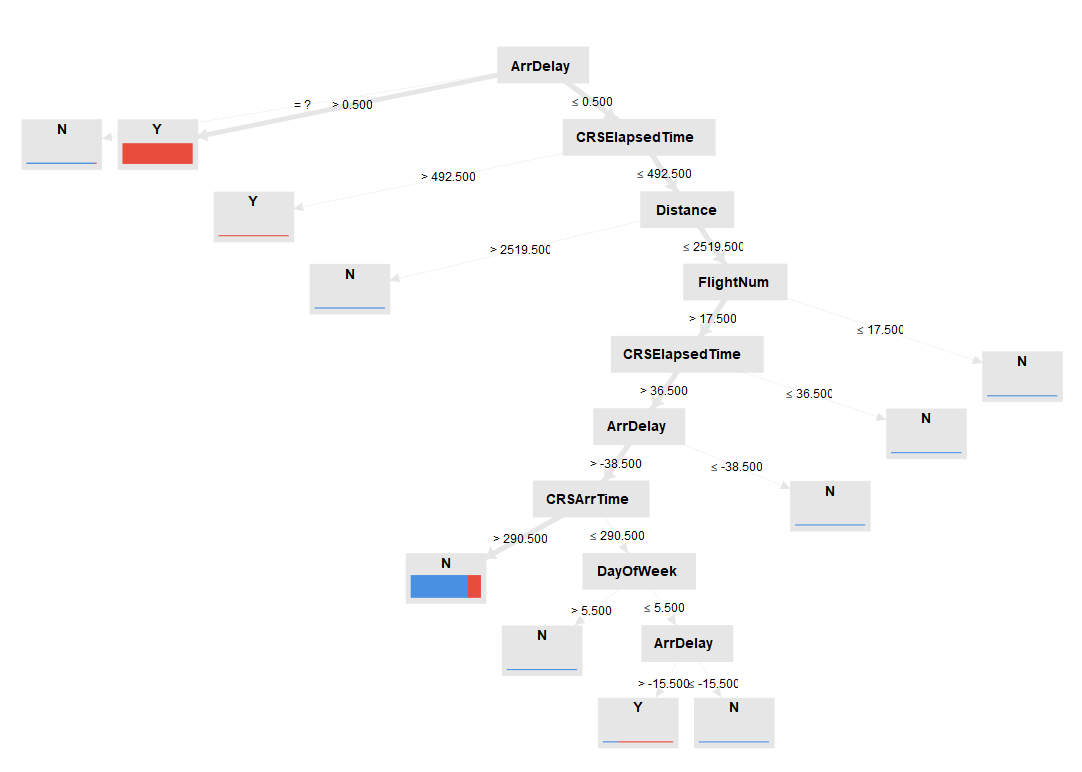 ArrDelay
= ?
> 0.500
≤ 0.500
N
Y
CRSElapsedTime
> 492.500
≤ 492.500
Y
Distance
> 2519.500
≤ 2519.500
N
FlightNum
> 17.500
≤ 17.500
CRSElapsedTime
N
> 36.500
≤ 36.500
ArrDelay
N
> -38.500
≤ -38.500
CRSArrTime
N
> 290.500
≤ 290.500
N
DayOfWeek
> 5.500
≤ 5.500
N
ArrDelay
> -15.500
≤ -15.500
Y
N